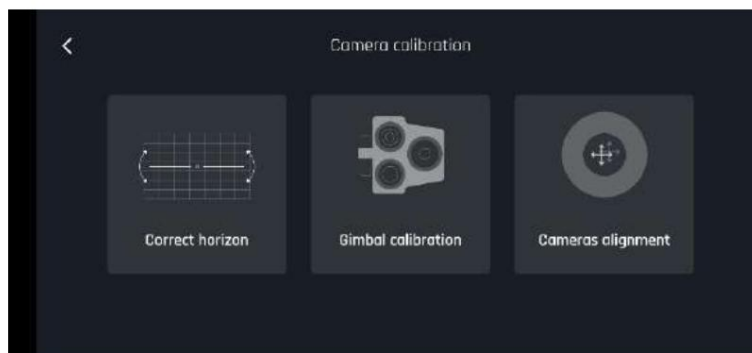 Camera calibration
Correct horizon
Gimbal calibration
Cameras alignment